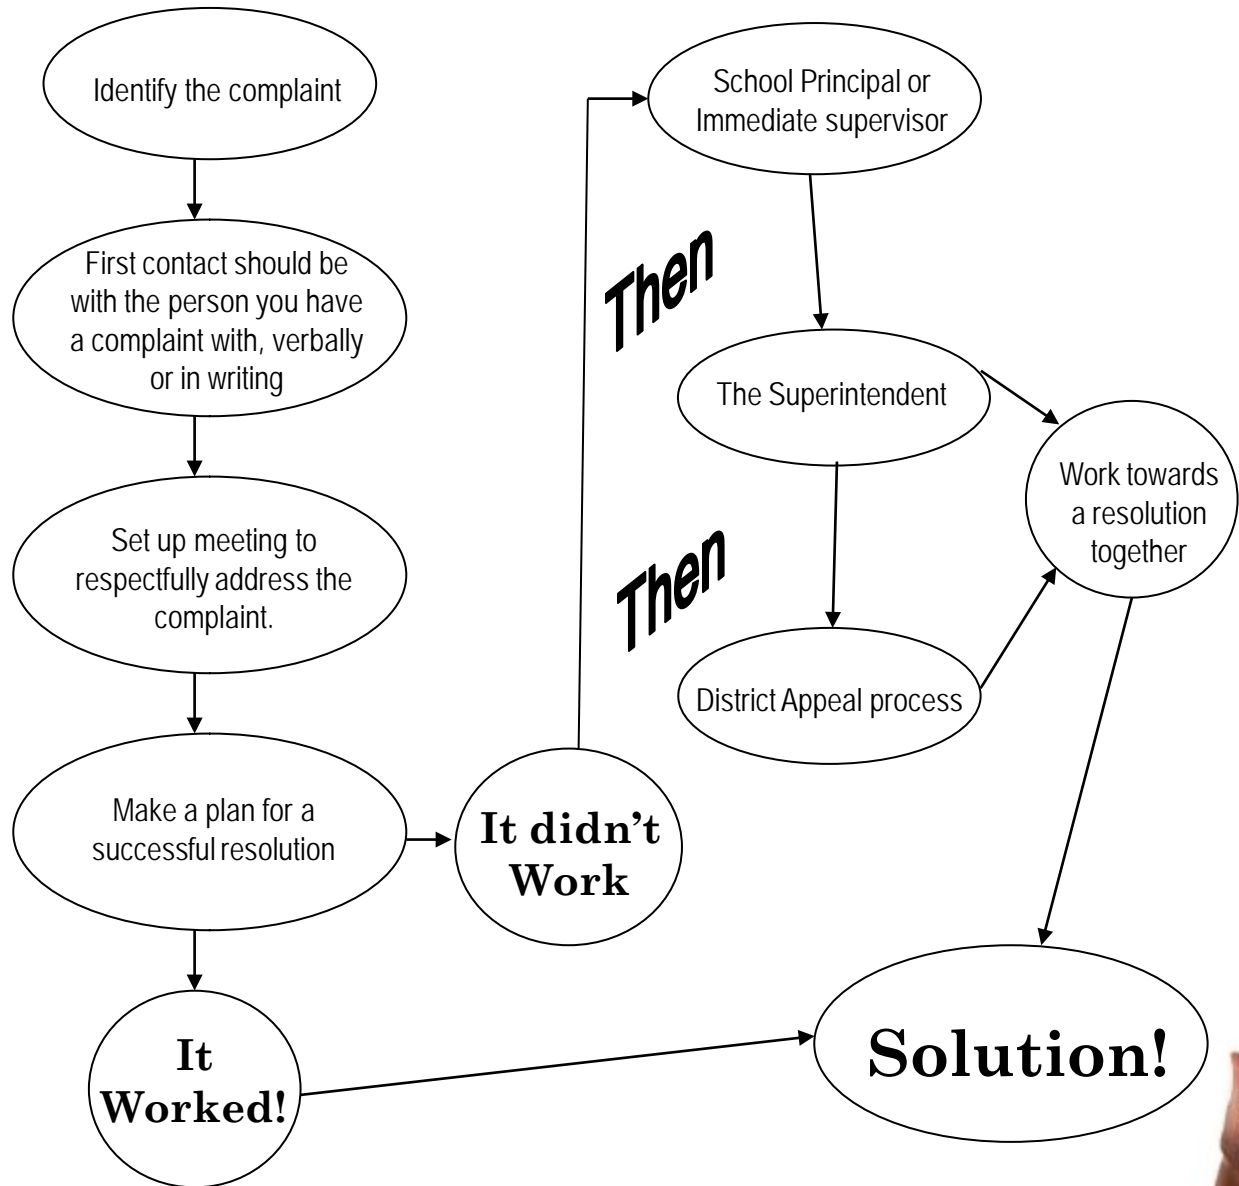 Identify the complaint
First contact should be
with the person you have
a complaint with, verbally
or in writing
Set up meeting to
respectfully address the
complaint.
Make a plan for a
successful resolution
It
Worked!
It didn’t
Work
School Principal or
Immediate supervisor
Then
The Superintendent
Then
District Appeal process
Work towards
a resolution
together
Solution!